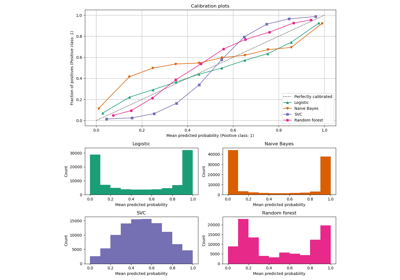 Calibration plots
Fraction of positives (Positive class: 1)
1.0
0.8
0.6
0.4
0.2
0.0
Perfectly calibrated
Logistic
Naive Bayes
SVC
Random forest
0.0 0.2 0.4 0.6 0.8 1.0
Mean predicted probability (Positive class: 1)
Logistic
Count
30000
20000
10000
0
0.0 0.2 0.4 0.6 0.8 1.0
Mean predicted probability
Naive Bayes
Count
40000
30000
20000
10000
0
0.0 0.2 0.4 0.6 0.8 1.0
Mean predicted probability
SVC
Count
15000
10000
5000
0
0.0 0.2 0.4 0.6 0.8 1.0
Mean predicted probability
Random forest
Count
20000
15000
10000
5000
0
0.0 0.2 0.4 0.6 0.8 1.0
Mean predicted probability